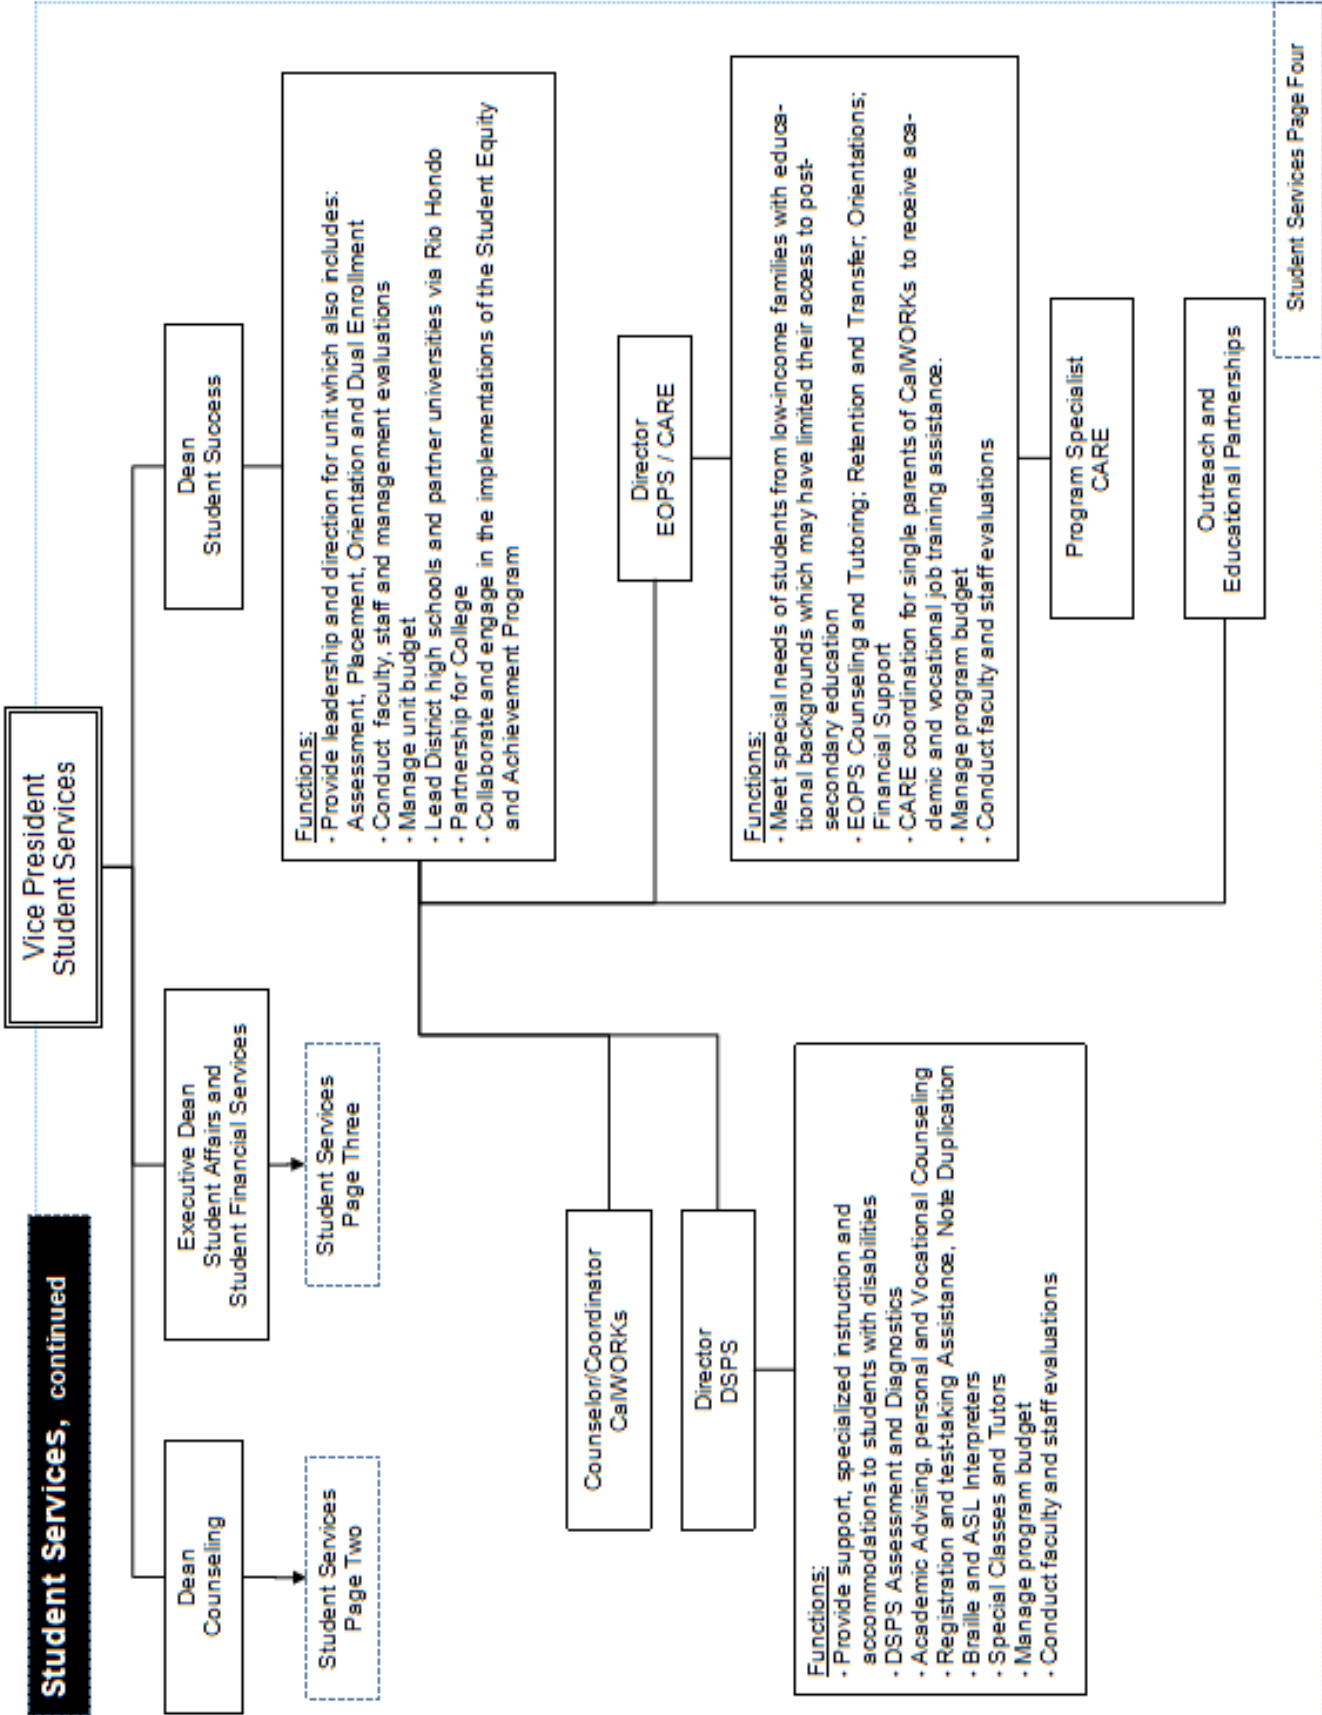 Student Services, continued
Vice President
Student Services
Dean
Counseling
Student Services
Page Two
Executive Dean
Student Affairs and
Student Financial Services
Student Services
Page Three
Dean
Student Success
Functions:
· Provide leadership and direction for unit which also includes:
Assessment, Placement, Orientation and Dual Enrollment
· Conduct faculty, staff and management evaluations
· Manage unit budget
· Lead District high schools and partner universities via Rio Hondo
· Partnership for College
· Collaborate and engage in the implementations of the Student Equity
and Achievement Program
Counselor/Coordinator
CalWORKs
Director
DSPS
Functions:
· Provide support, specialized instruction and
accommodations to students with disabilities
· DSPS Assessment and Diagnostics
· Academic Advising, personal and Vocational Counseling
· Registration and test-taking Assistance, Note Duplication
· Braille and ASL Interpreters
· Special Classes and Tutors
· Manage program budget
· Conduct faculty and staff evaluations
Director
EOPS / CARE
Functions:
· Meet special needs of students from low-income families with educa-
tional backgrounds which may have limited their access to post-
secondary education
· EOPS Counseling and Tutoring; Retention and Transfer; Orientations;
Financial Support
· CARE coordination for single parents of CalWORKs to receive aca-
demic and vocational job training assistance.
· Manage program budget
· Conduct faculty and staff evaluations
Program Specialist
CARE
Outreach and
Educational Partnerships
Student Services Page Four